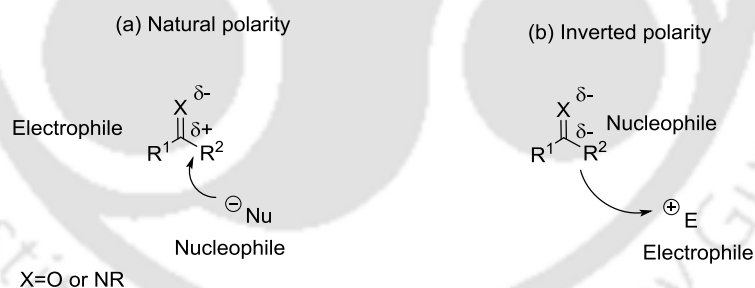 (a) Natural polarity
(b) Inverted polarity
X δ-
δ+
R1 R2
Electrophile
⊖ Nu
Nucleophile
X=O or NR
X δ-
δ-
R1 R2
Nucleophile
⊕ E
Electrophile